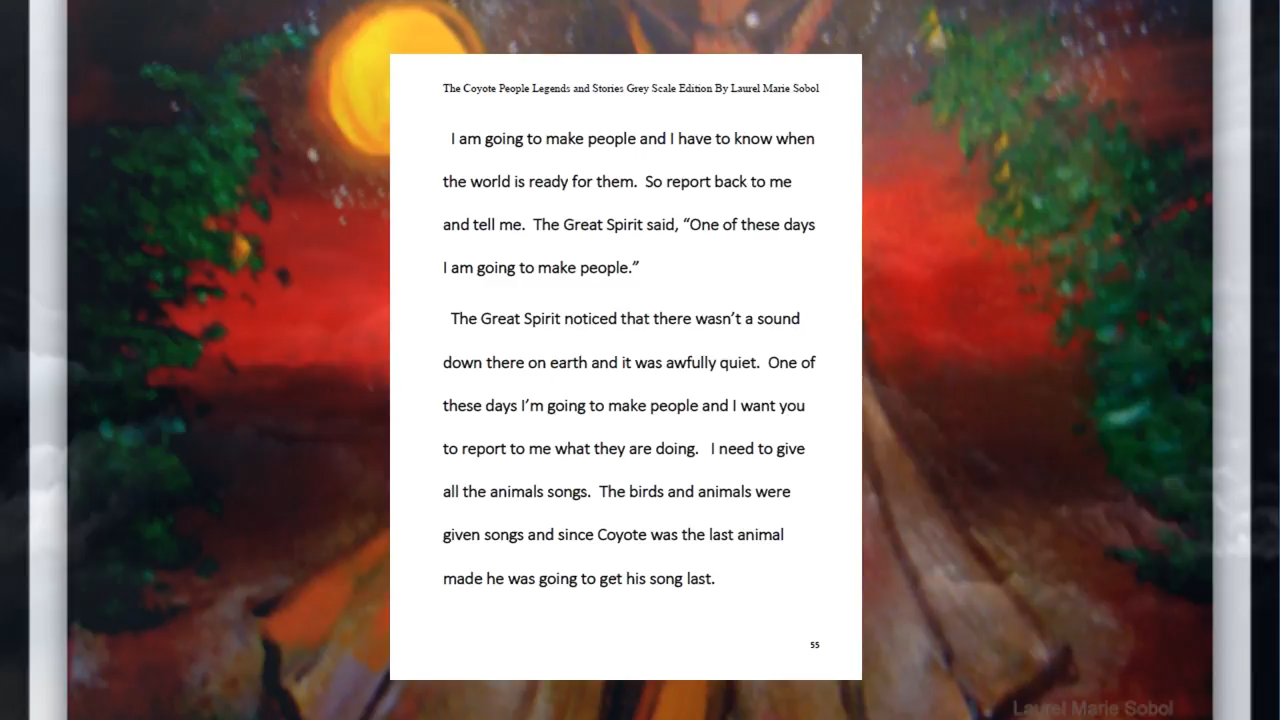 The Coyote People Legends and Stories Grey Scale Edition By Laurel Marie Sobol
I am going to make people and I have to know when
the world is ready for them.  So report back to me
and tell me.  The Great Spirit said, “One of these days
I am going to make people.”
The Great Spirit noticed that there wasn’t a sound
down there on earth and it was awfully quiet.  One of
these days I’m going to make people and I want you
to report to me what they are doing.   I need to give
all the animals songs.  The birds and animals were
given songs and since Coyote was the last animal
made he was going to get his song last.
55
Laurel Marie Sobol